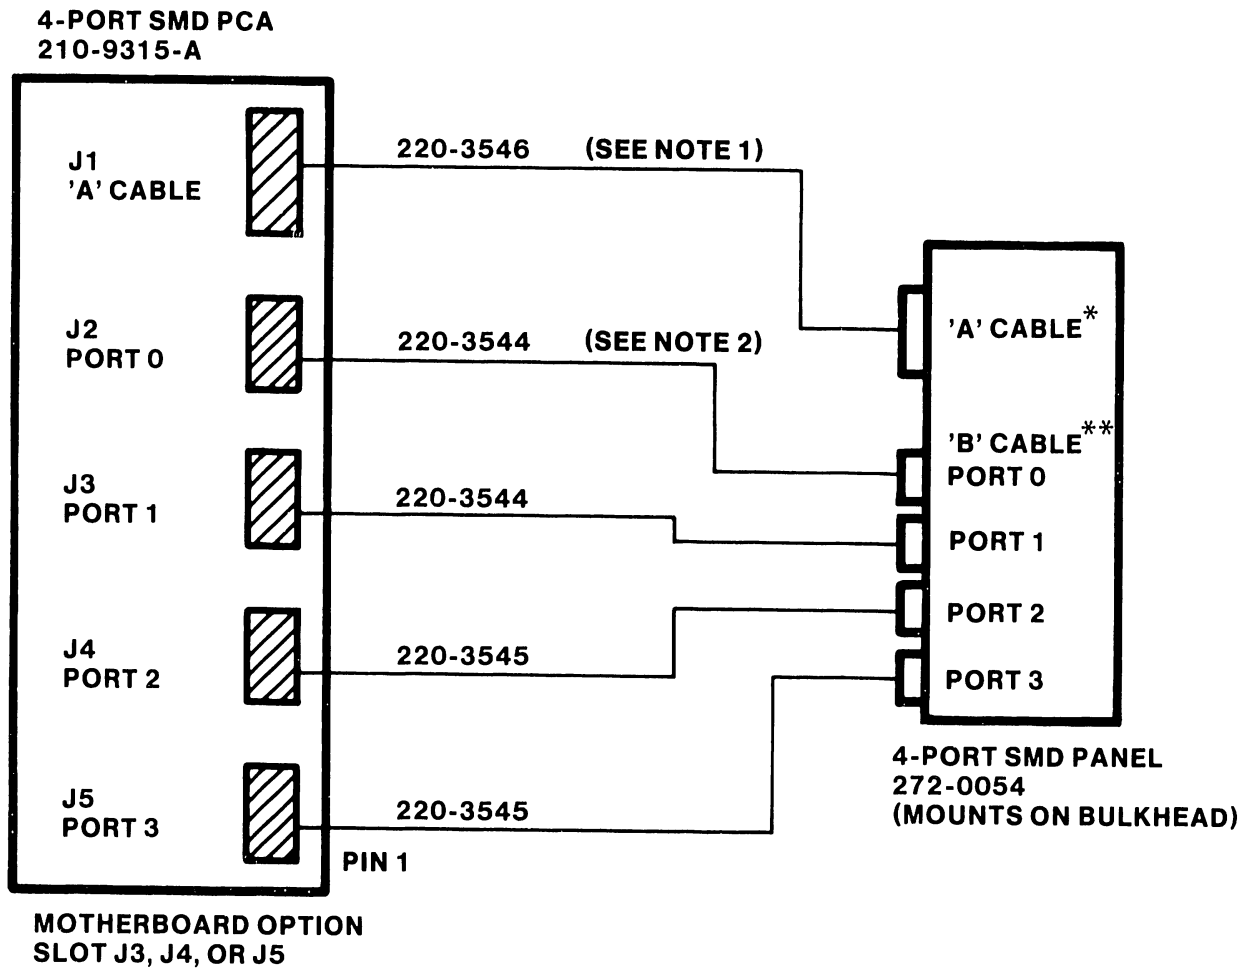 4-PORT SMD PCA
210-9315-A
J1
'A' CABLE
220-3546 (SEE NOTE 1)
J2
PORT 0
220-3544 (SEE NOTE 2)
J3
PORT 1
220-3544
J4
PORT 2
220-3545
J5
PORT 3
220-3545
PIN 1
MOTHERBOARD OPTION
SLOT J3, J4, OR J5
'A' CABLE*
'B' CABLE**
PORT 0
PORT 1
PORT 2
PORT 3
4-PORT SMD PANEL
272-0054
(MOUNTS ON BULKHEAD)